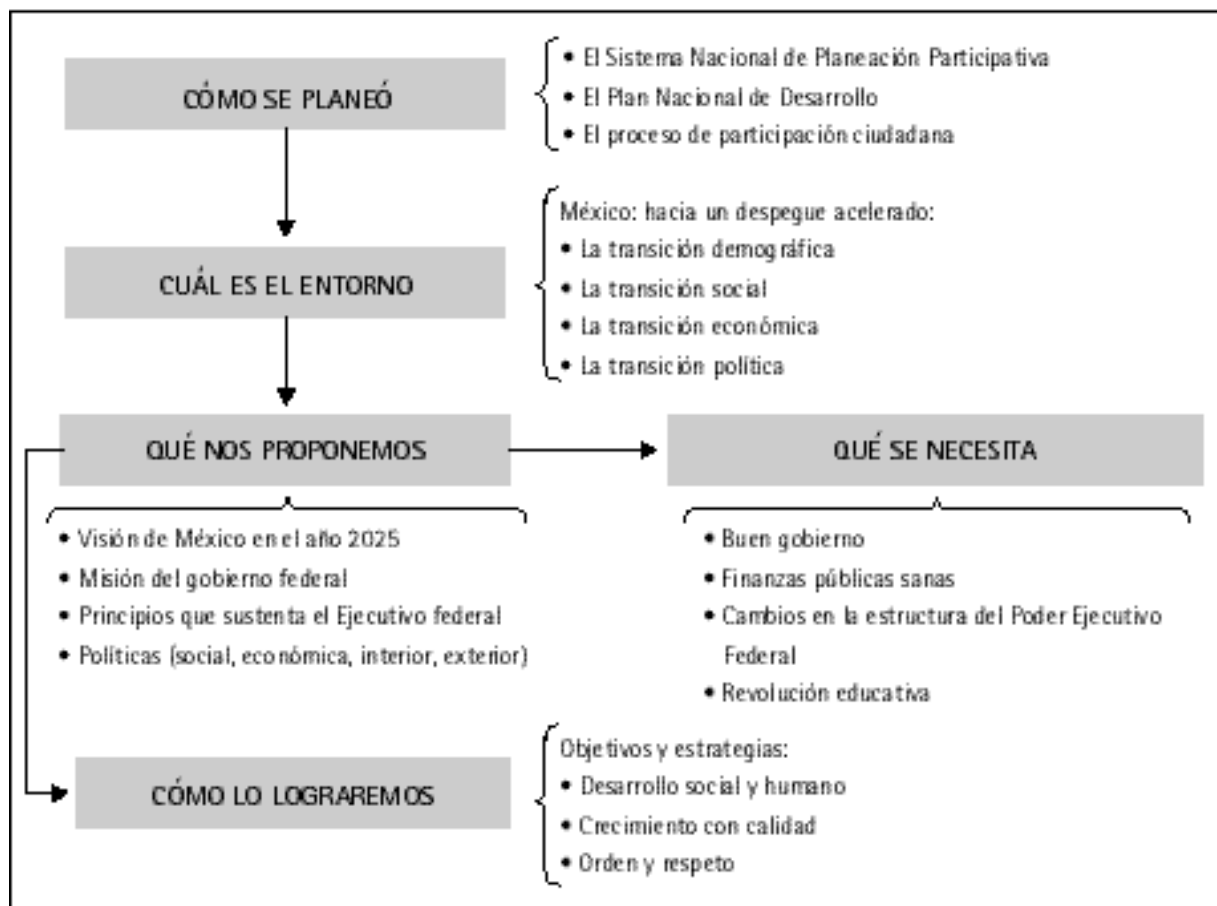 CÓMO SE PLANEÓ
• El Sistema Nacional de Planeación Participativa
• El Plan Nacional de Desarrollo
• El proceso de participación ciudadana
CUÁL ES EL ENTORNO
México: hacia un despegue acelerado:
• La transición demográfica
• La transición social
• La transición económica
• La transición política
QUÉ NOS PROPONEMOS
• Visión de México en el año 2025
• Misión del gobierno federal
• Principios que sustenta el Ejecutivo federal
• Políticas (social, económica, interior, exterior)
QUÉ SE NECESITA
• Buen gobierno
• Finanzas públicas sanas
• Cambios en la estructura del Poder Ejecutivo
Federal
• Revolución educativa
CÓMO LO LOGRAREMOS
Objetivos y estrategias:
• Desarrollo social y humano
• Crecimiento con calidad
• Orden y respeto